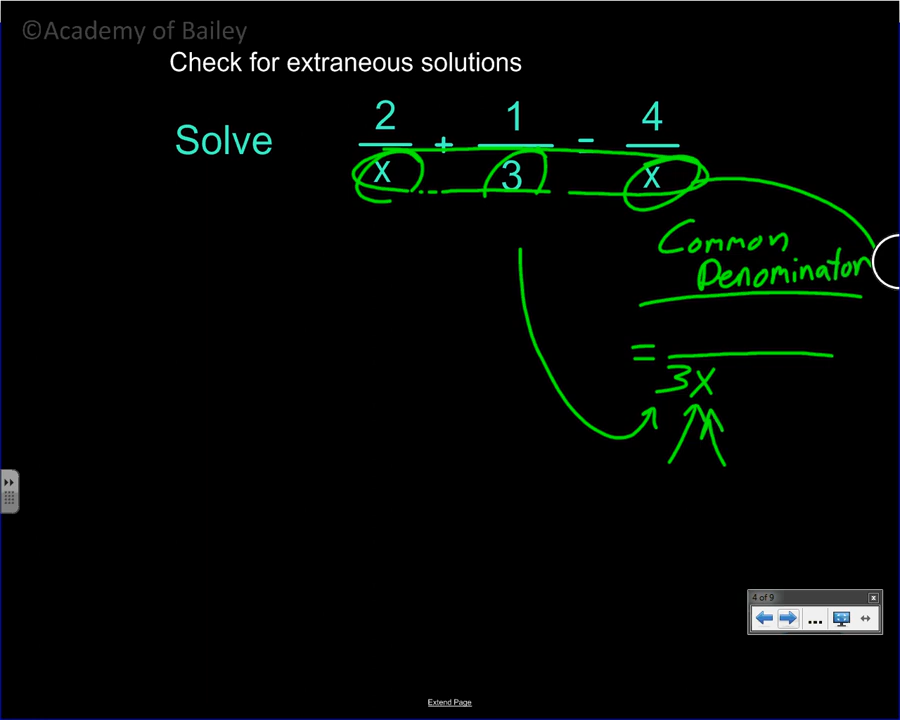 ©Academy of Bailey
Check for extraneous solutions
Solve 2/x + 1/3 = 4/x
Common
Denominator
=
3x
4 of 9
Extend Page